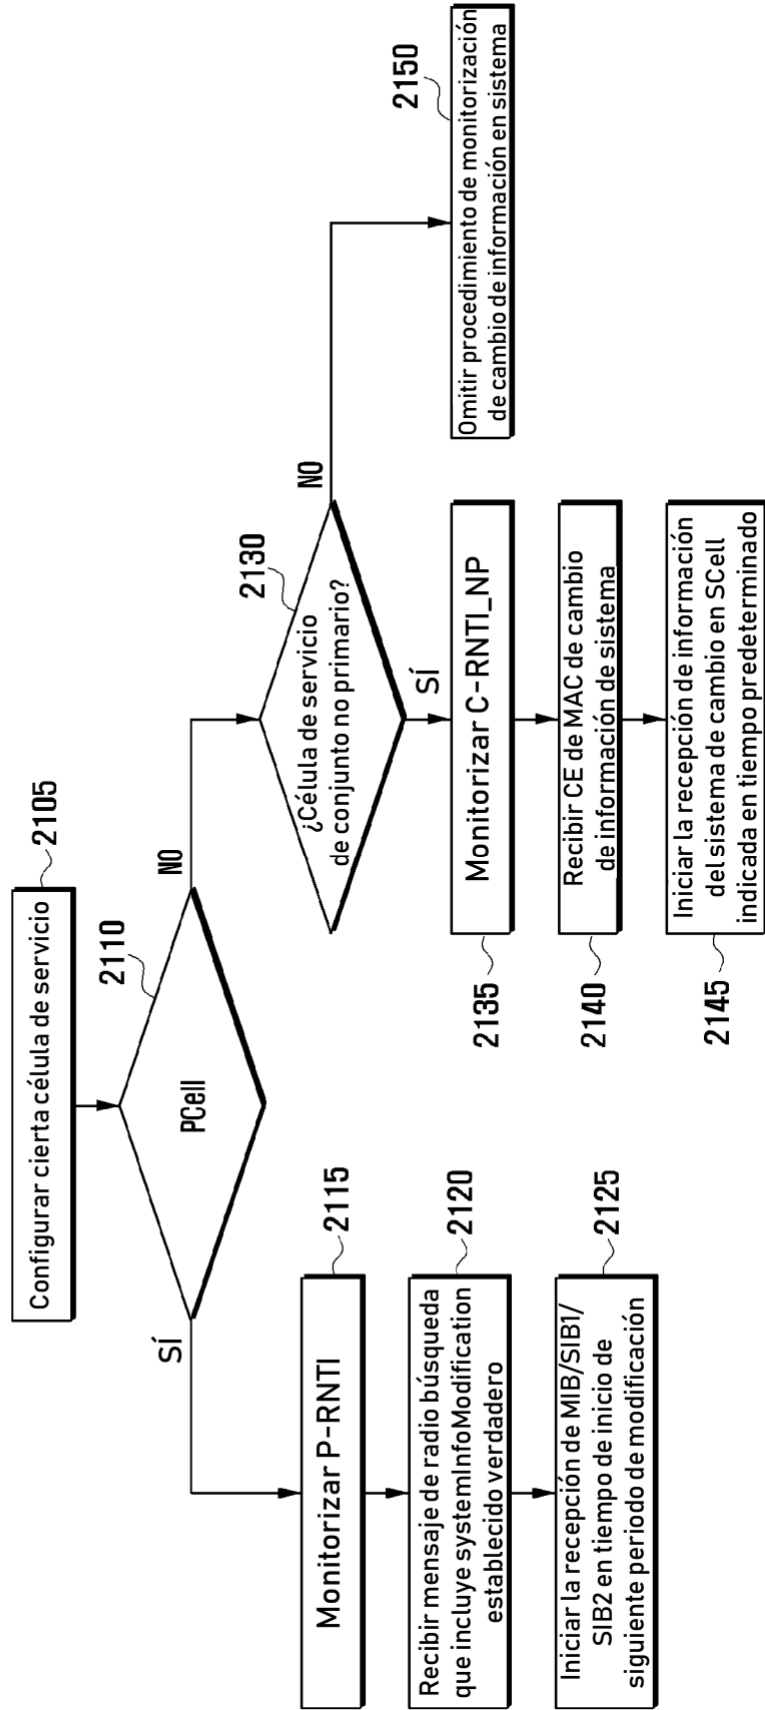 Configurar cierta célula de servicio
2105
PCell
2110
SÍ
NO
Monitorizar P-RNTI
2115
Recibir mensaje de radio búsqueda
que incluye systemInfoModification
establecido verdadero
2120
Iniciar la recepción de MIB/SIB1/
SIB2 en tiempo de inicio de
siguiente periodo de modificación
2125
¿Célula de servicio
de conjunto no primario?
2130
SÍ
NO
Monitorizar C-RNTI_NP
2135
Recibir CE de MAC de cambio
de información de sistema
2140
Iniciar la recepción de información
del sistema de cambio en SCell
indicada en tiempo predeterminado
2145
Omitir procedimiento de monitorización
de cambio de información en sistema
2150